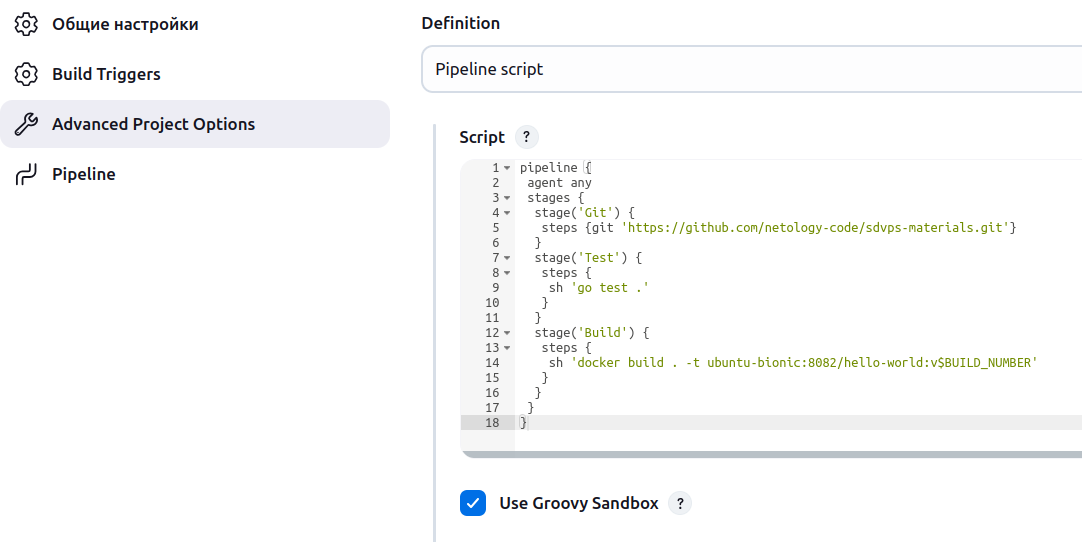 Общие настройки
Build Triggers
Advanced Project Options
Pipeline
Definition
Pipeline script
Script ?
1 pipeline {
2 agent any
3 stages {
4 stage('Git') {
5 steps {git 'https://github.com/netology-code/sdvps-materials.git'}
6 }
7 stage('Test') {
8 steps {
9 sh 'go test .'
10 }
11 }
12 stage('Build') {
13 steps {
14 sh 'docker build . -t ubuntu-bionic:8082/hello-world:v$BUILD_NUMBER'
15 }
16 }
17 }
18 }
Use Groovy Sandbox ?